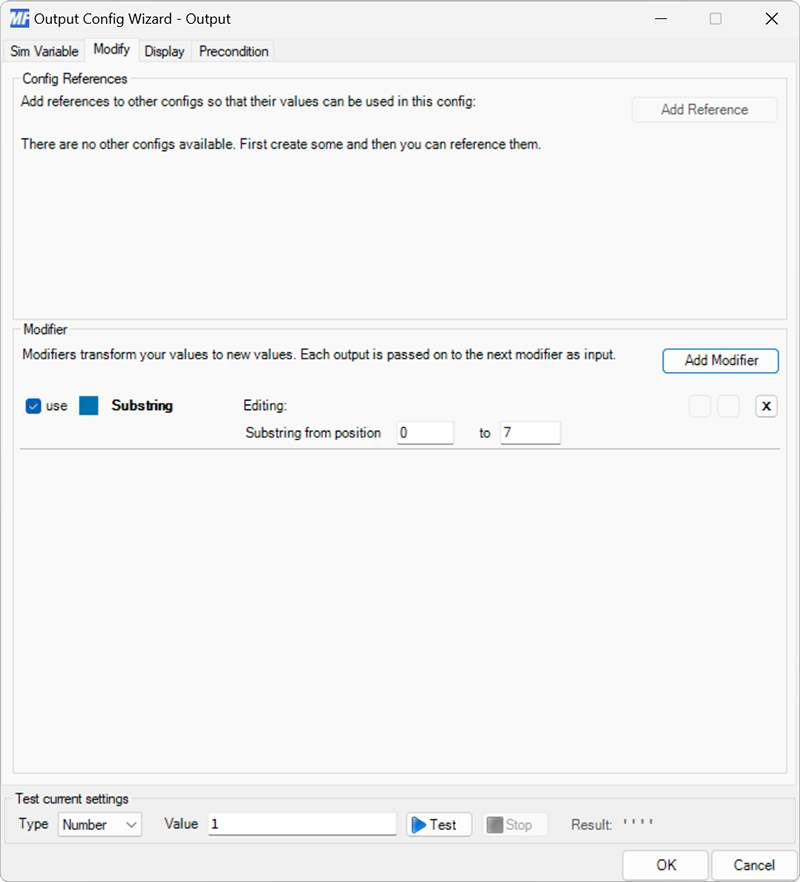 MF Output Config Wizard - Output
Sim Variable Modify Display Precondition
Config References
Add references to other configs so that their values can be used in this config:
Add Reference
There are no other configs available. First create some and then you can reference them.
Modifier
Modifiers transform your values to new values. Each output is passed on to the next modifier as input.
Add Modifier
use Substring Editing: X
Substring from position 0 to 7
Test current settings
Type Number Value 1 Test Stop Result: ' ' ' '
OK Cancel